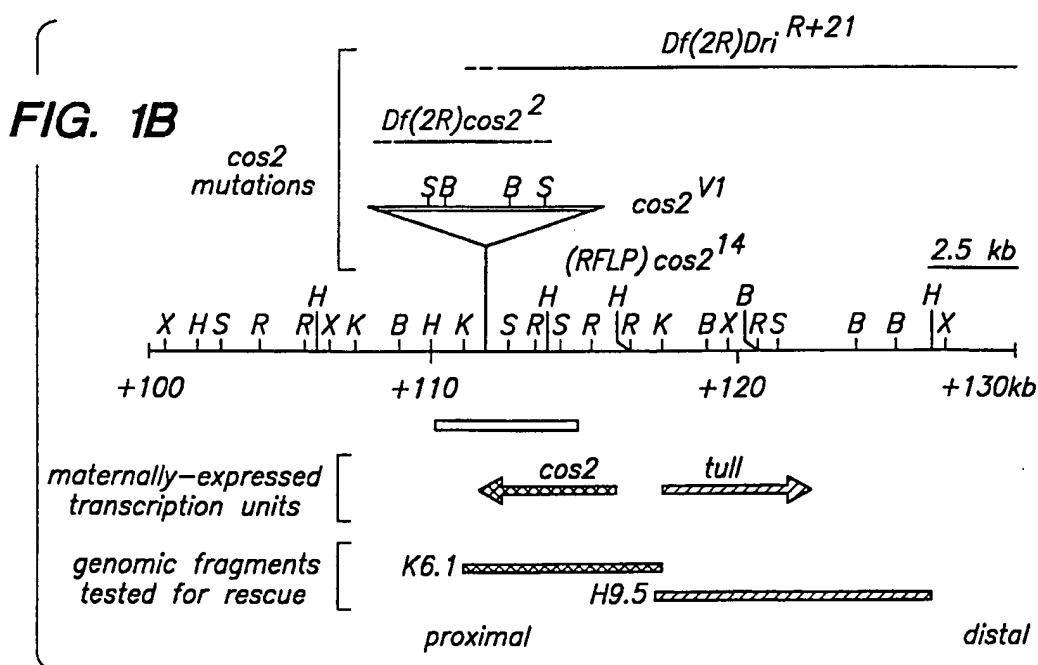 FIG. 1B
Df(2R)Dri R+21
Df(2R)cos2 2
cos2
mutations
S B B S
cos2 V1
(RFLP) cos2 14
2.5 kb
H H H B H
X H S R R X K B H K S R S R R K B X R S B B X
+100 +110 +120 +130kb
maternally-expressed
transcription units
cos2 tull
genomic fragments
tested for rescue
K6.1
H9.5
proximal distal